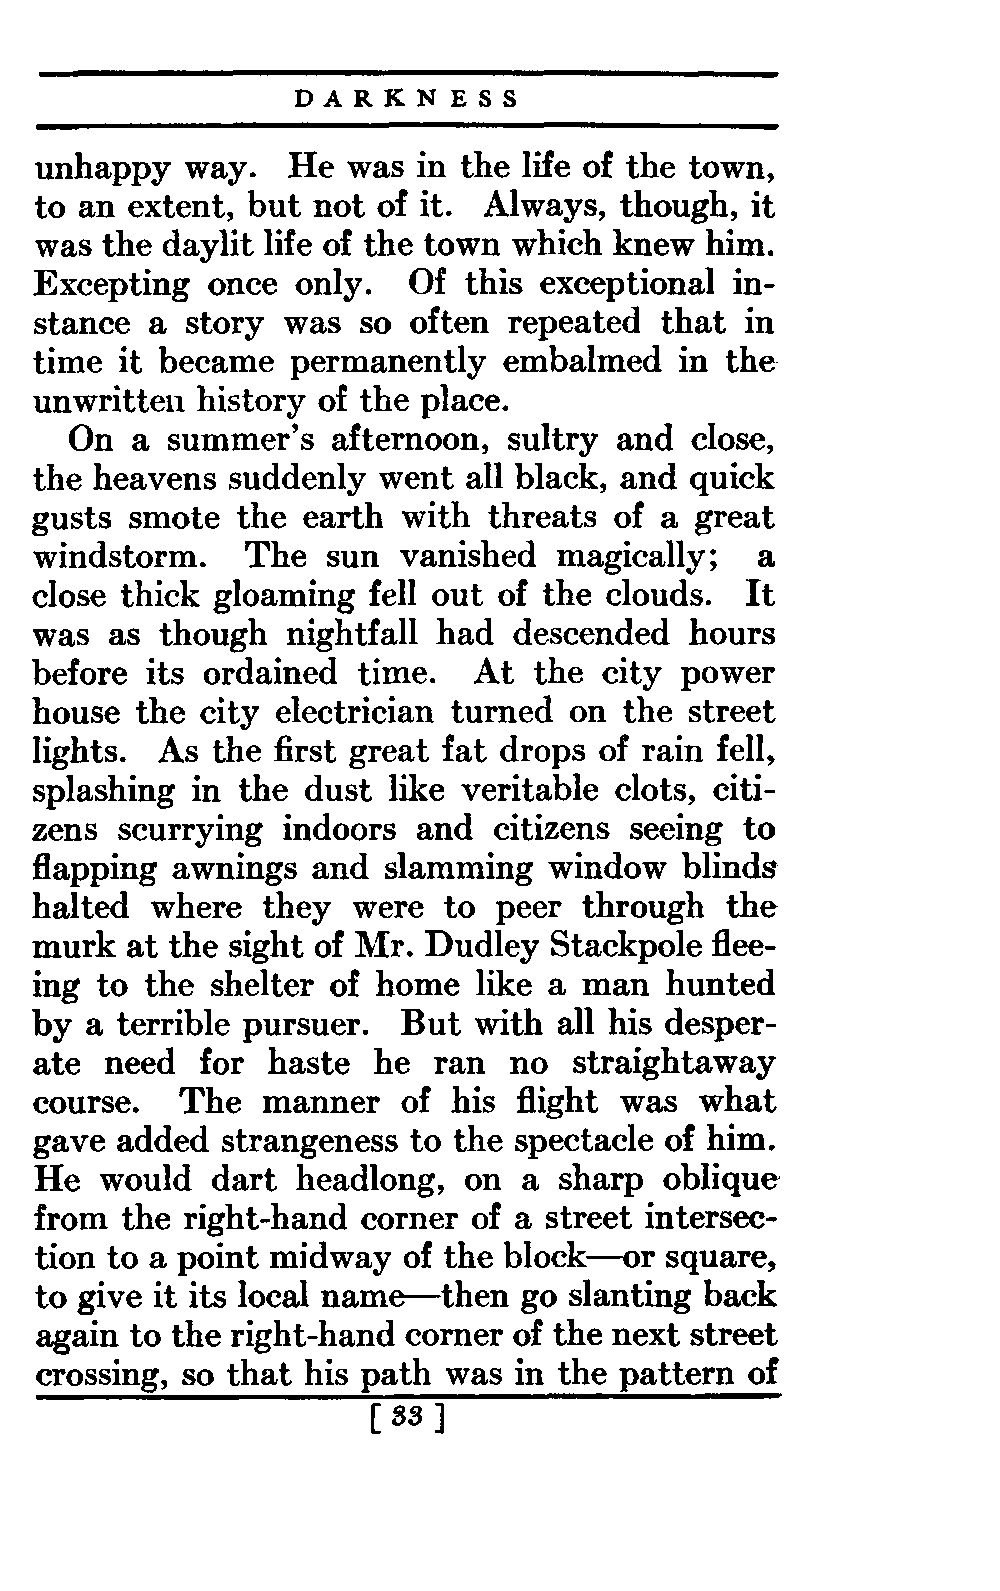 DARKNESS
unhappy way. He was in the life of the town,
to an extent, but not of it. Always, though, it
was the daylit life of the town which knew him.
Excepting once only. Of this exceptional in-
stance a story was so often repeated that in
time it became permanently embalmed in the
unwritten history of the place.
On a summer's afternoon, sultry and close,
the heavens suddenly went all black, and quick
gusts smote the earth with threats of a great
windstorm. The sun vanished magically; a
close thick gloaming fell out of the clouds. It
was as though nightfall had descended hours
before its ordained time. At the city power
house the city electrician turned on the street
lights. As the first great fat drops of rain fell,
splashing in the dust like veritable clots, citi-
zens scurrying indoors and citizens seeing to
flapping awnings and slamming window blinds
halted where they were to peer through the
murk at the sight of Mr. Dudley Stackpole flee-
ing to the shelter of home like a man hunted
by a terrible pursuer. But with all his desper-
ate need for haste he ran no straightaway
course. The manner of his flight was what
gave added strangeness to the spectacle of him.
He would dart headlong, on a sharp oblique
from the right-hand corner of a street intersec-
tion to a point midway of the block—or square,
to give it its local name—then go slanting back
again to the right-hand corner of the next street
crossing, so that his path was in the pattern of
[ 33 ]